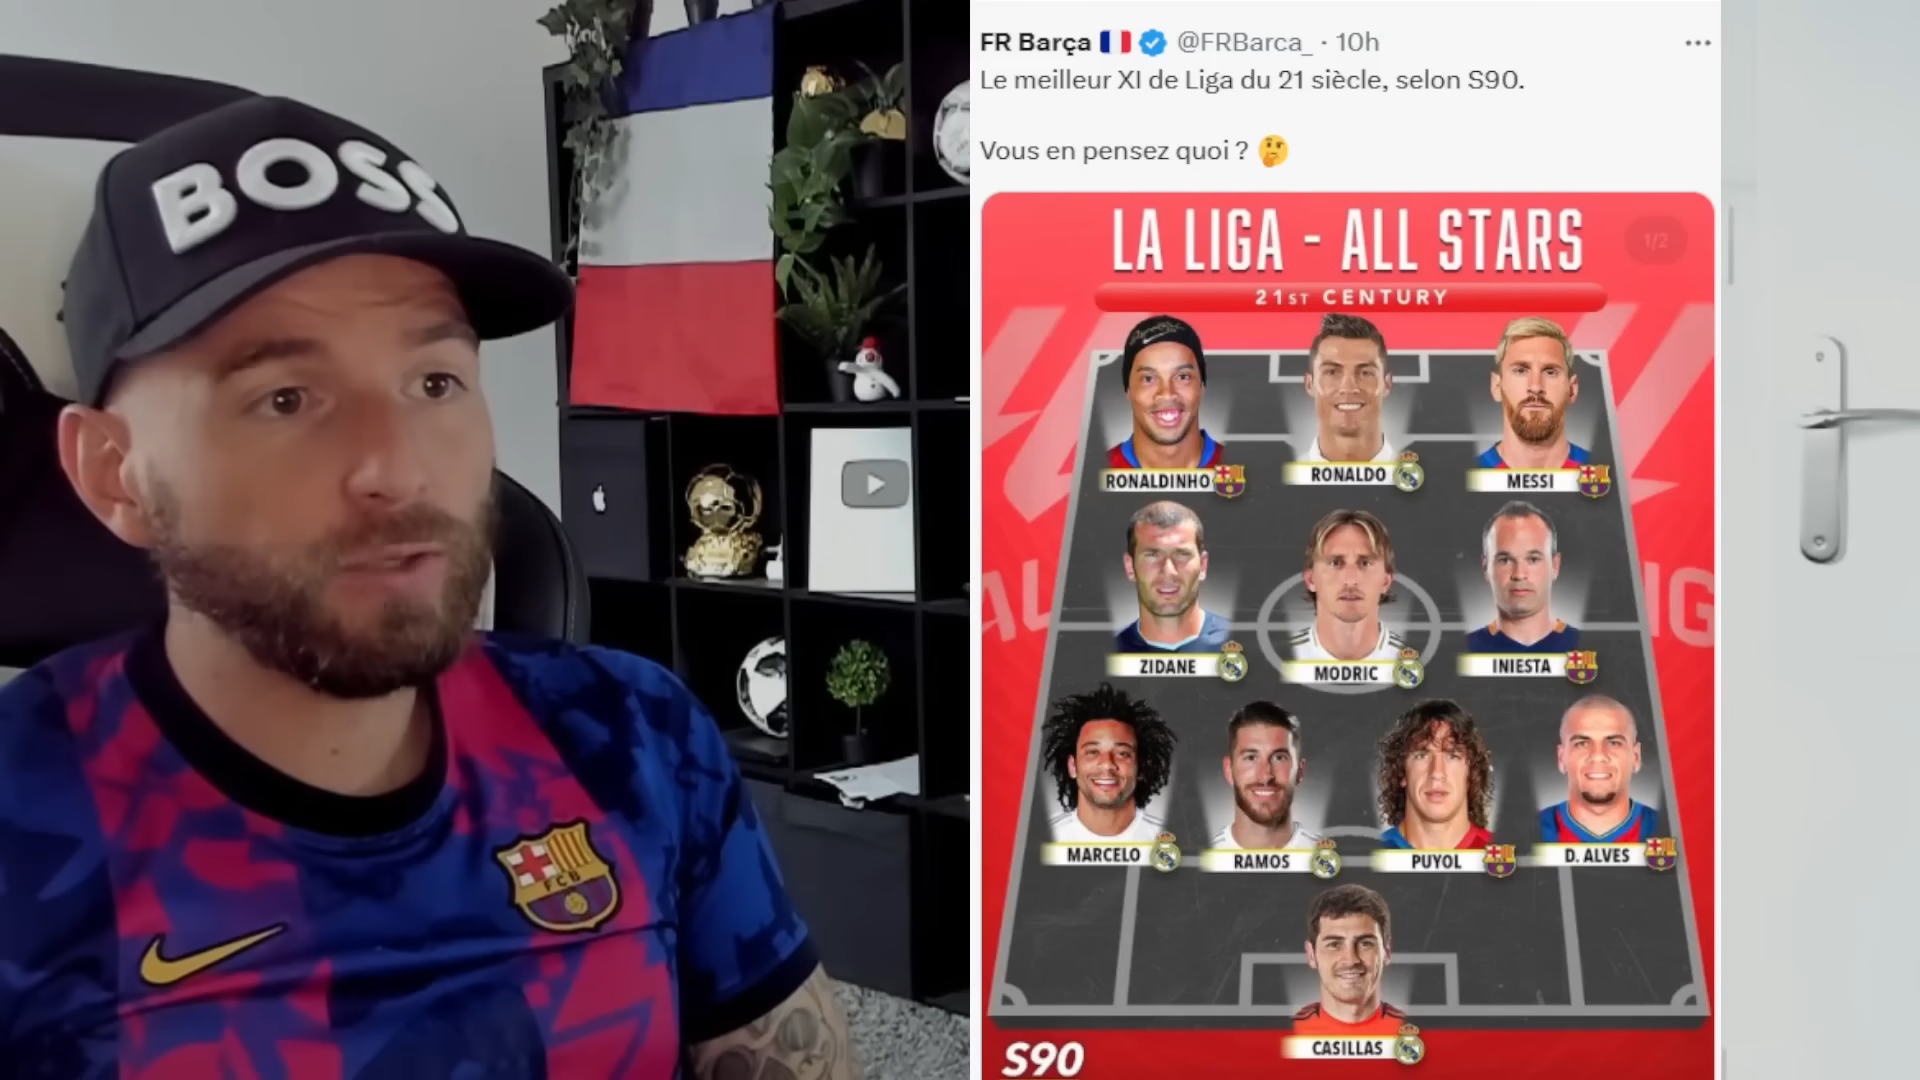 BOSS
FCB
FR Barça @FRBarca_ · 10h
Le meilleur XI de Liga du 21 siècle, selon S90.
Vous en pensez quoi ?
LA LIGA - ALL STARS
1/2
21ST CENTURY
RONALDINHO
RONALDO
MESSI
ZIDANE
MODRIC
INIESTA
MARCELO
RAMOS
PUYOL
D. ALVES
CASILLAS
S90